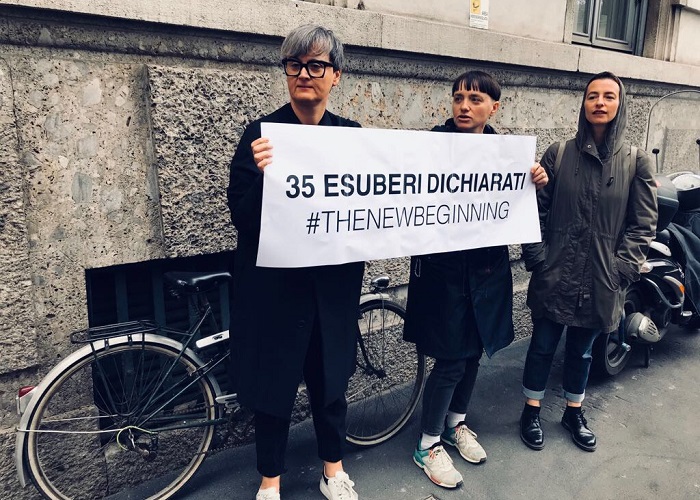 35 ESUBERI DICHIARATI
#THENEWBEGINNING